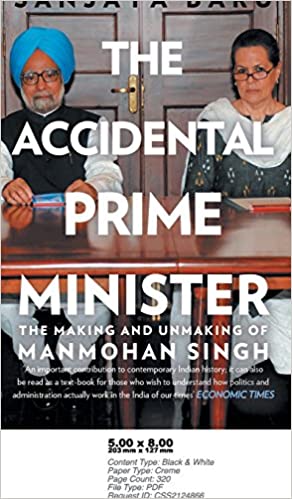 SANJAYA BARU
THE
ACCIDENTAL
PRIME
MINISTER
THE MAKING AND UNMAKING OF
MANMOHAN SINGH
'An important contribution to contemporary Indian history; it can also
be read as a text-book for those who wish to understand how politics and
administration actually work in the India of our times' ECONOMIC TIMES
5.00 x 8.00
203 mm x 127 mm
Content Type: Black & White
Paper Type: Creme
Page Count: 320
File Type: PDF
Request ID: CSS2124866